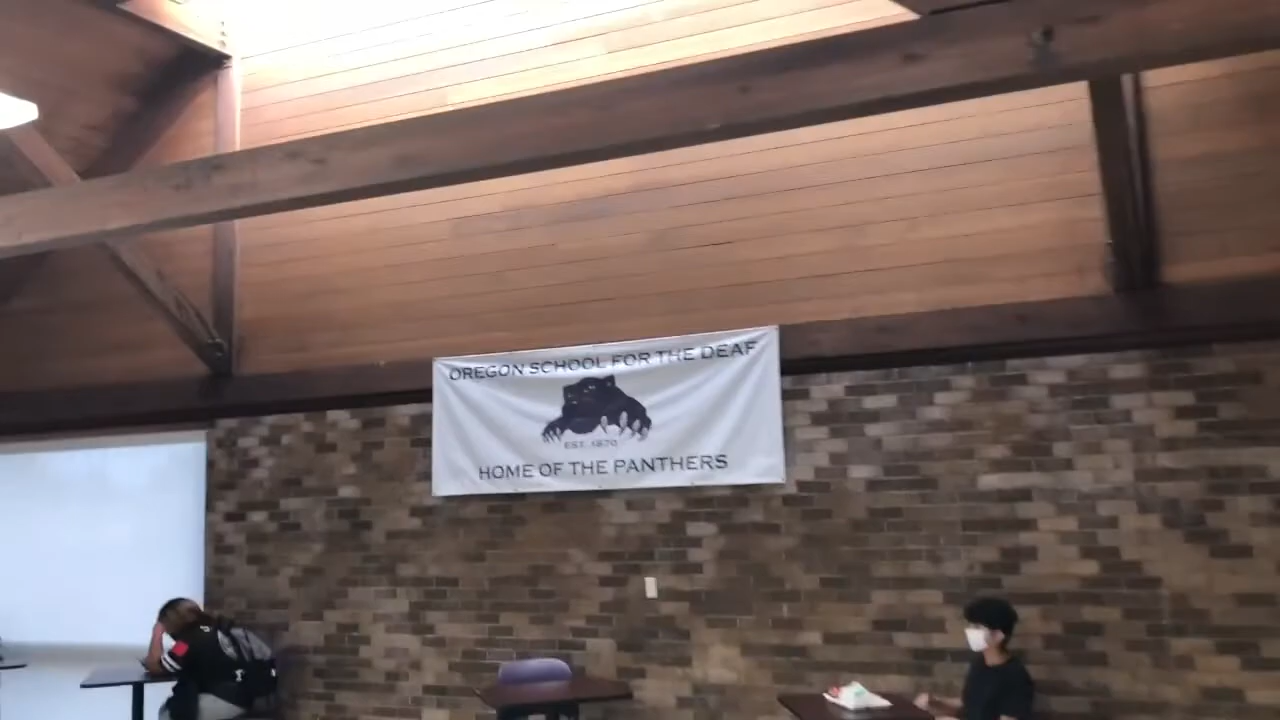 OREGON SCHOOL FOR THE DEAF
EST. 1870
HOME OF THE PANTHERS